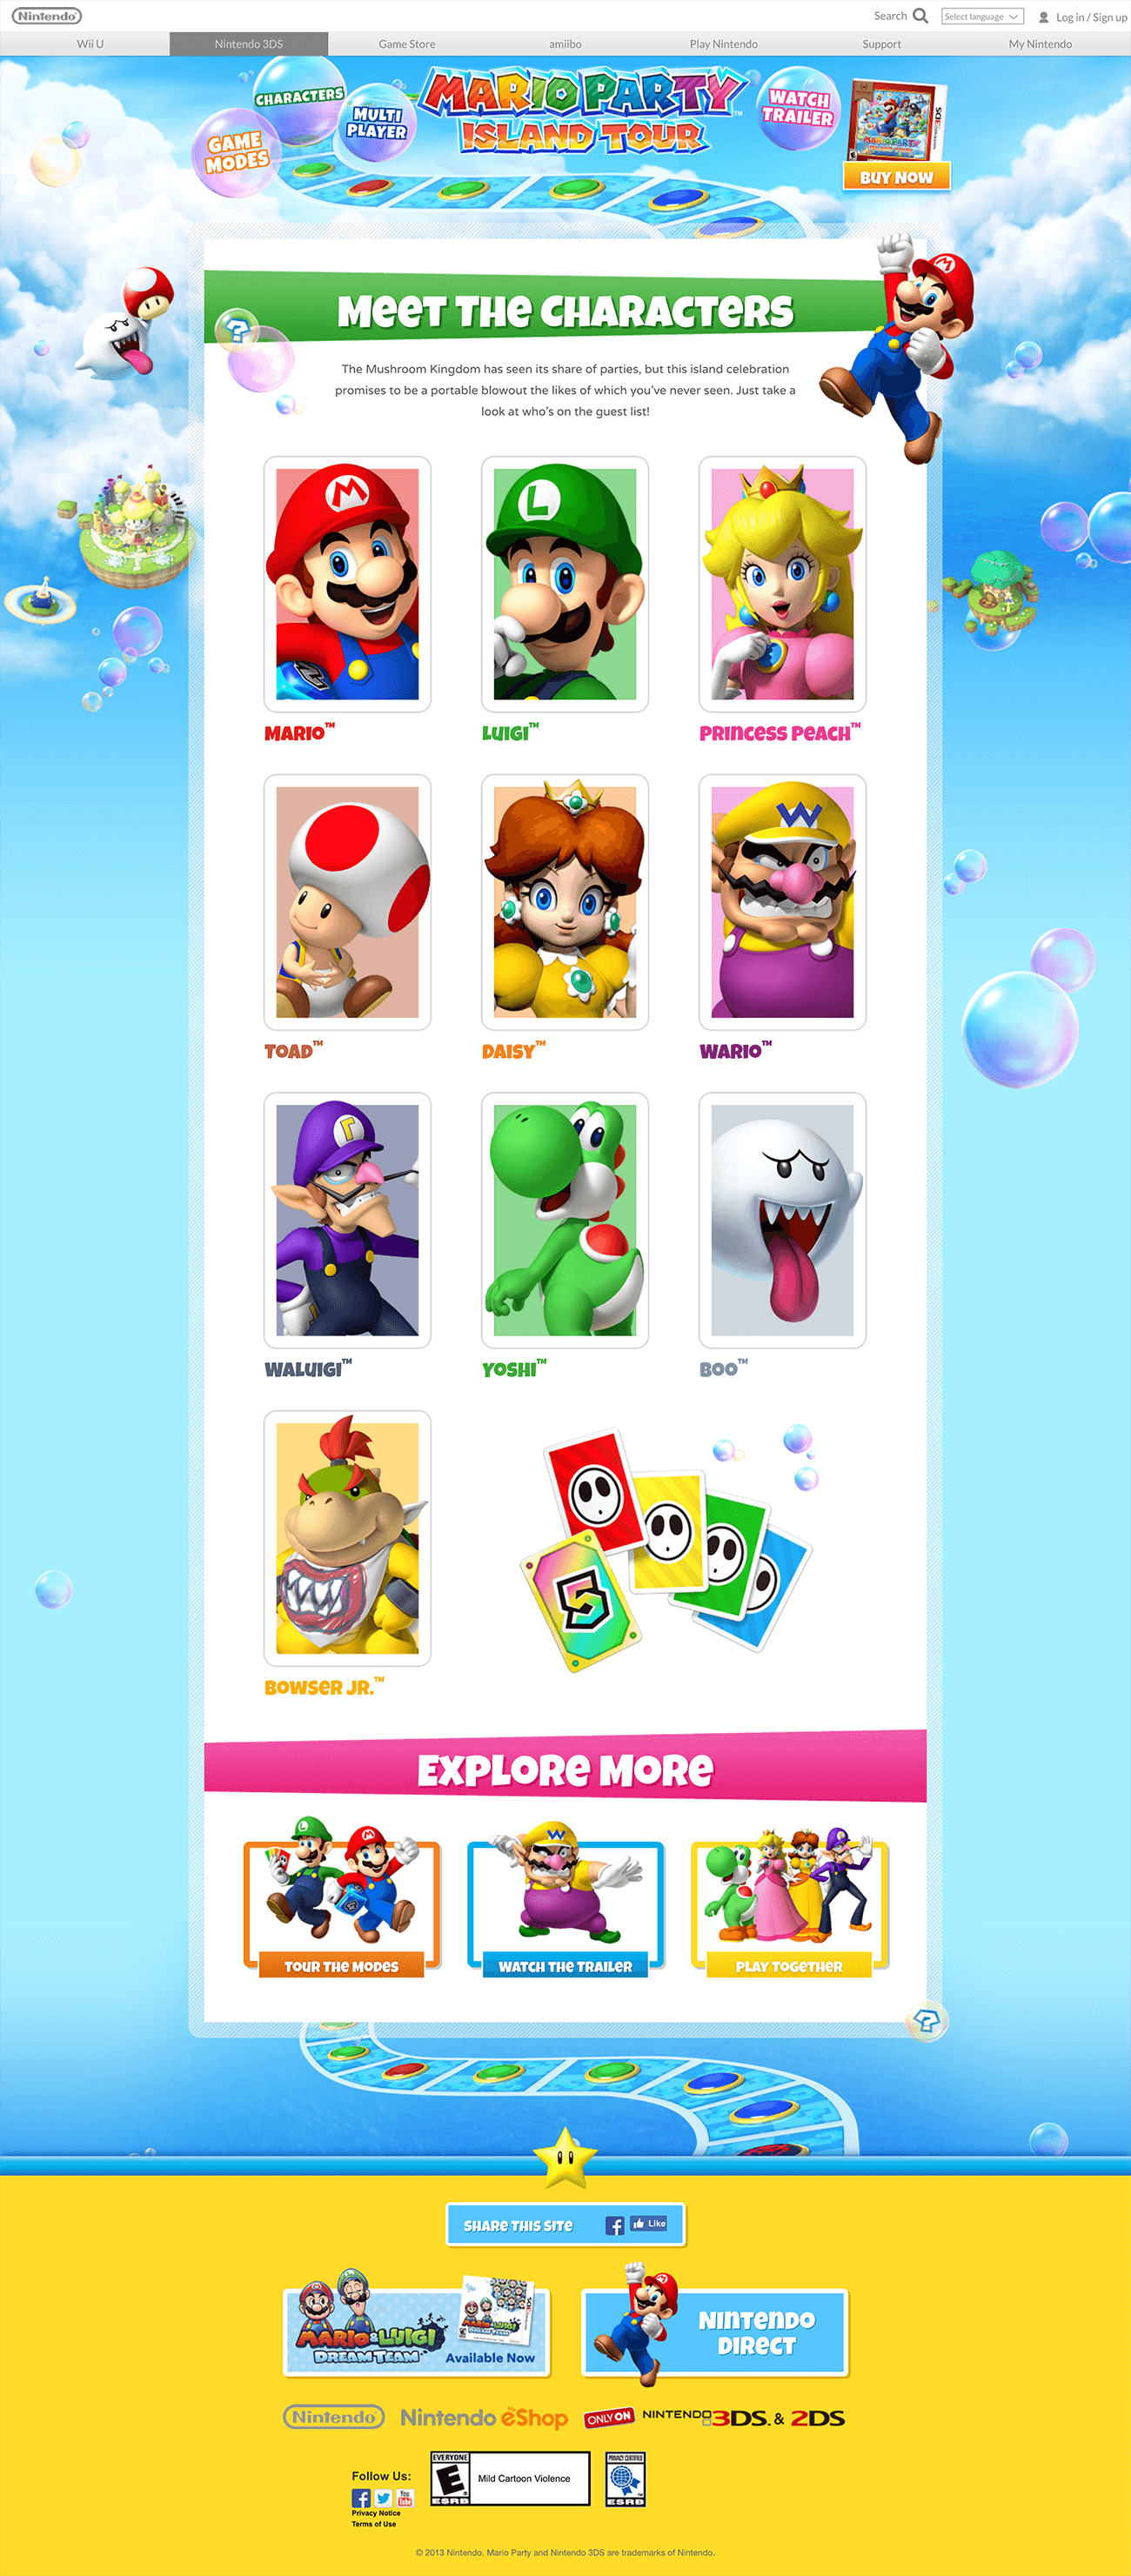 Nintendo
Search
Select language
Log in / Sign up
Wii U
Nintendo 3DS
Game Store
amiibo
Play Nintendo
Support
My Nintendo
CHARACTERS
MULTI
PLAYER
GAME
MODES
MARIO PARTY™
ISLAND TOUR
WATCH
TRAILER
BUY NOW
MEET THE CHARACTERS
The Mushroom Kingdom has seen its share of parties, but this island celebration
promises to be a portable blowout the likes of which you've never seen. Just take a
look at who's on the guest list!
MARIO™
LUIGI™
PRINCESS PEACH™
TOAD™
DAISY™
WARIO™
WALUIGI™
YOSHI™
BOO™
5
BOWSER JR.™
EXPLORE MORE
TOUR THE MODES
WATCH THE TRAILER
PLAY TOGETHER
SHARE THIS SITE
Like
MARIO & LUIGI
DREAM TEAM
Available Now
NINTENDO
DIRECT
Nintendo
Nintendo eShop
ONLY ON
NINTENDO 3DS™ & 2DS
Follow Us:
You
Tube
Privacy Notice
Terms of Use
EVERYONE
E
ESRB
Mild Cartoon Violence
PRIVACY CERTIFIED
ESRB
© 2013 Nintendo. Mario Party and Nintendo 3DS are trademarks of Nintendo.